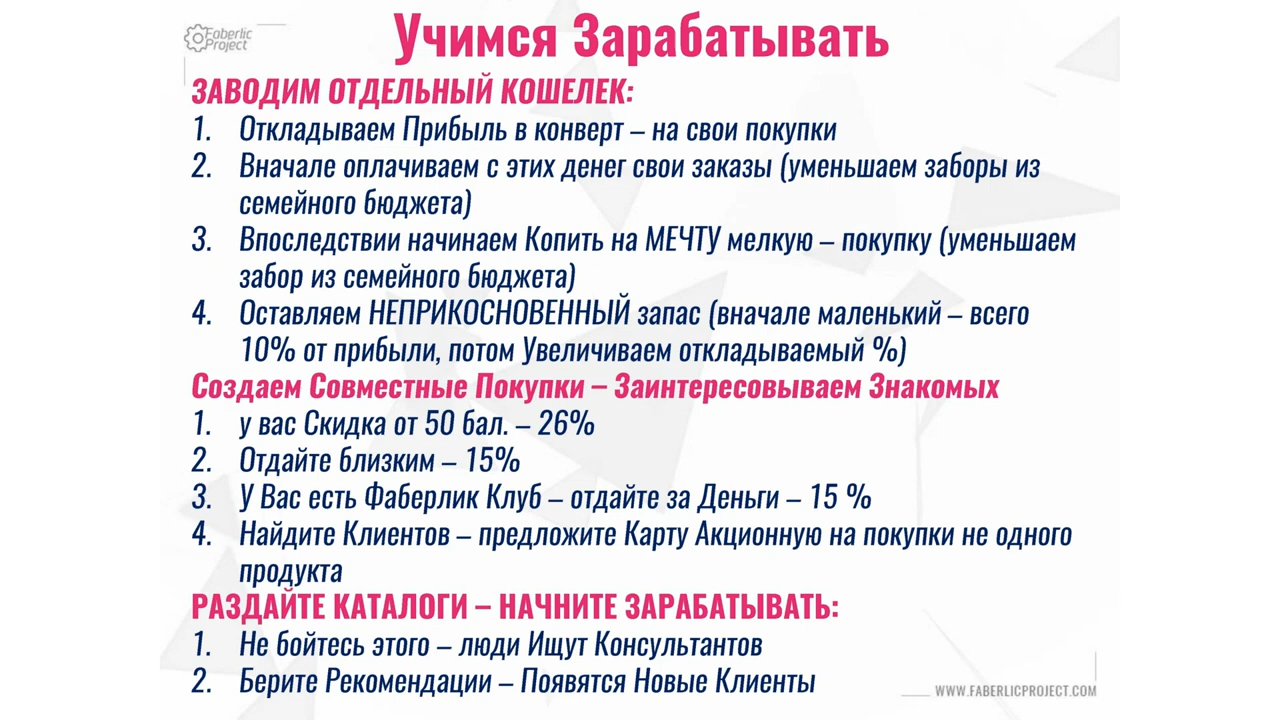 Faberlic
Project
Учимся Зарабатывать
ЗАВОДИМ ОТДЕЛЬНЫЙ КОШЕЛЕК:
1. Откладываем Прибыль в конверт – на свои покупки
2. Вначале оплачиваем с этих денег свои заказы (уменьшаем заборы из
семейного бюджета)
3. Впоследствии начинаем Копить на МЕЧТУ мелкую – покупку (уменьшаем
забор из семейного бюджета)
4. Оставляем НЕПРИКОСНОВЕННЫЙ запас (вначале маленький – всего
10% от прибыли, потом Увеличиваем откладываемый %)
Создаем Совместные Покупки – Заинтересовываем Знакомых
1. у вас Скидка от 50 бал. – 26%
2. Отдайте близким – 15%
3. У Вас есть Фаберлик Клуб – отдайте за Деньги – 15 %
4. Найдите Клиентов – предложите Карту Акционную на покупки не одного
продукта
РАЗДАЙТЕ КАТАЛОГИ – НАЧНИТЕ ЗАРАБАТЫВАТЬ:
1. Не бойтесь этого – люди Ищут Консультантов
2. Берите Рекомендации – Появятся Новые Клиенты
WWW.FABERLICPROJECT.COM